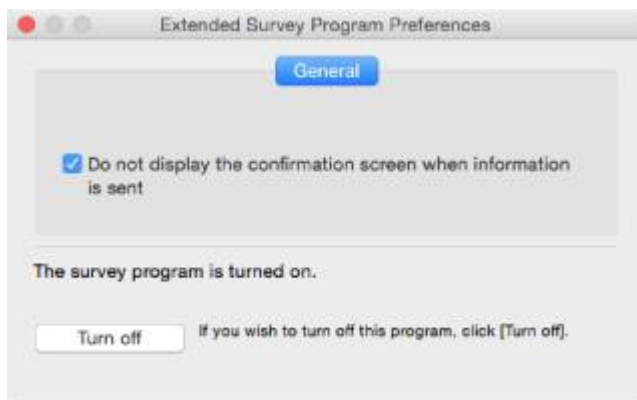 Extended Survey Program Preferences
General
Do not display the confirmation screen when information
is sent
The survey program is turned on.
Turn off
If you wish to turn off this program, click [Turn off].